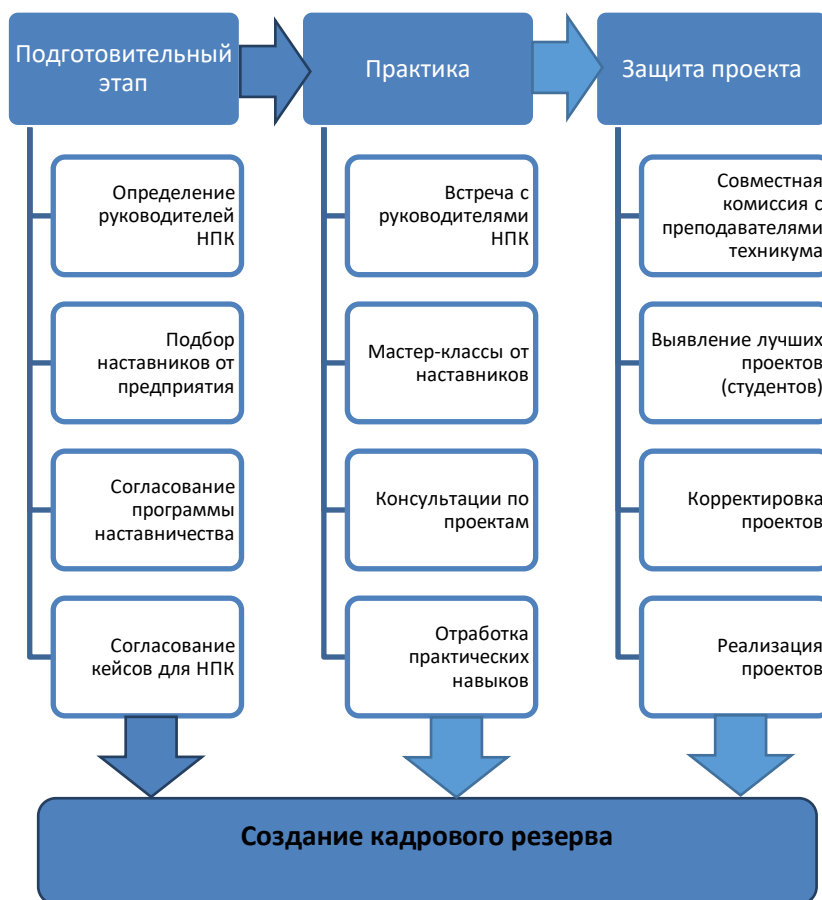 Подготовительный
этап
Определение
руководителей
НПК
Подбор
наставников от
предприятия
Согласование
программы
наставничества
Согласование
кейсов для НПК
Практика
Встреча с
руководителями
НПК
Мастер-классы от
наставников
Консультации по
проектам
Отработка
практических
навыков
Защита проекта
Совместная
комиссия с
преподавателями
техникума
Выявление лучших
проектов
(студентов)
Корректировка
проектов
Реализация
проектов
Создание кадрового резерва